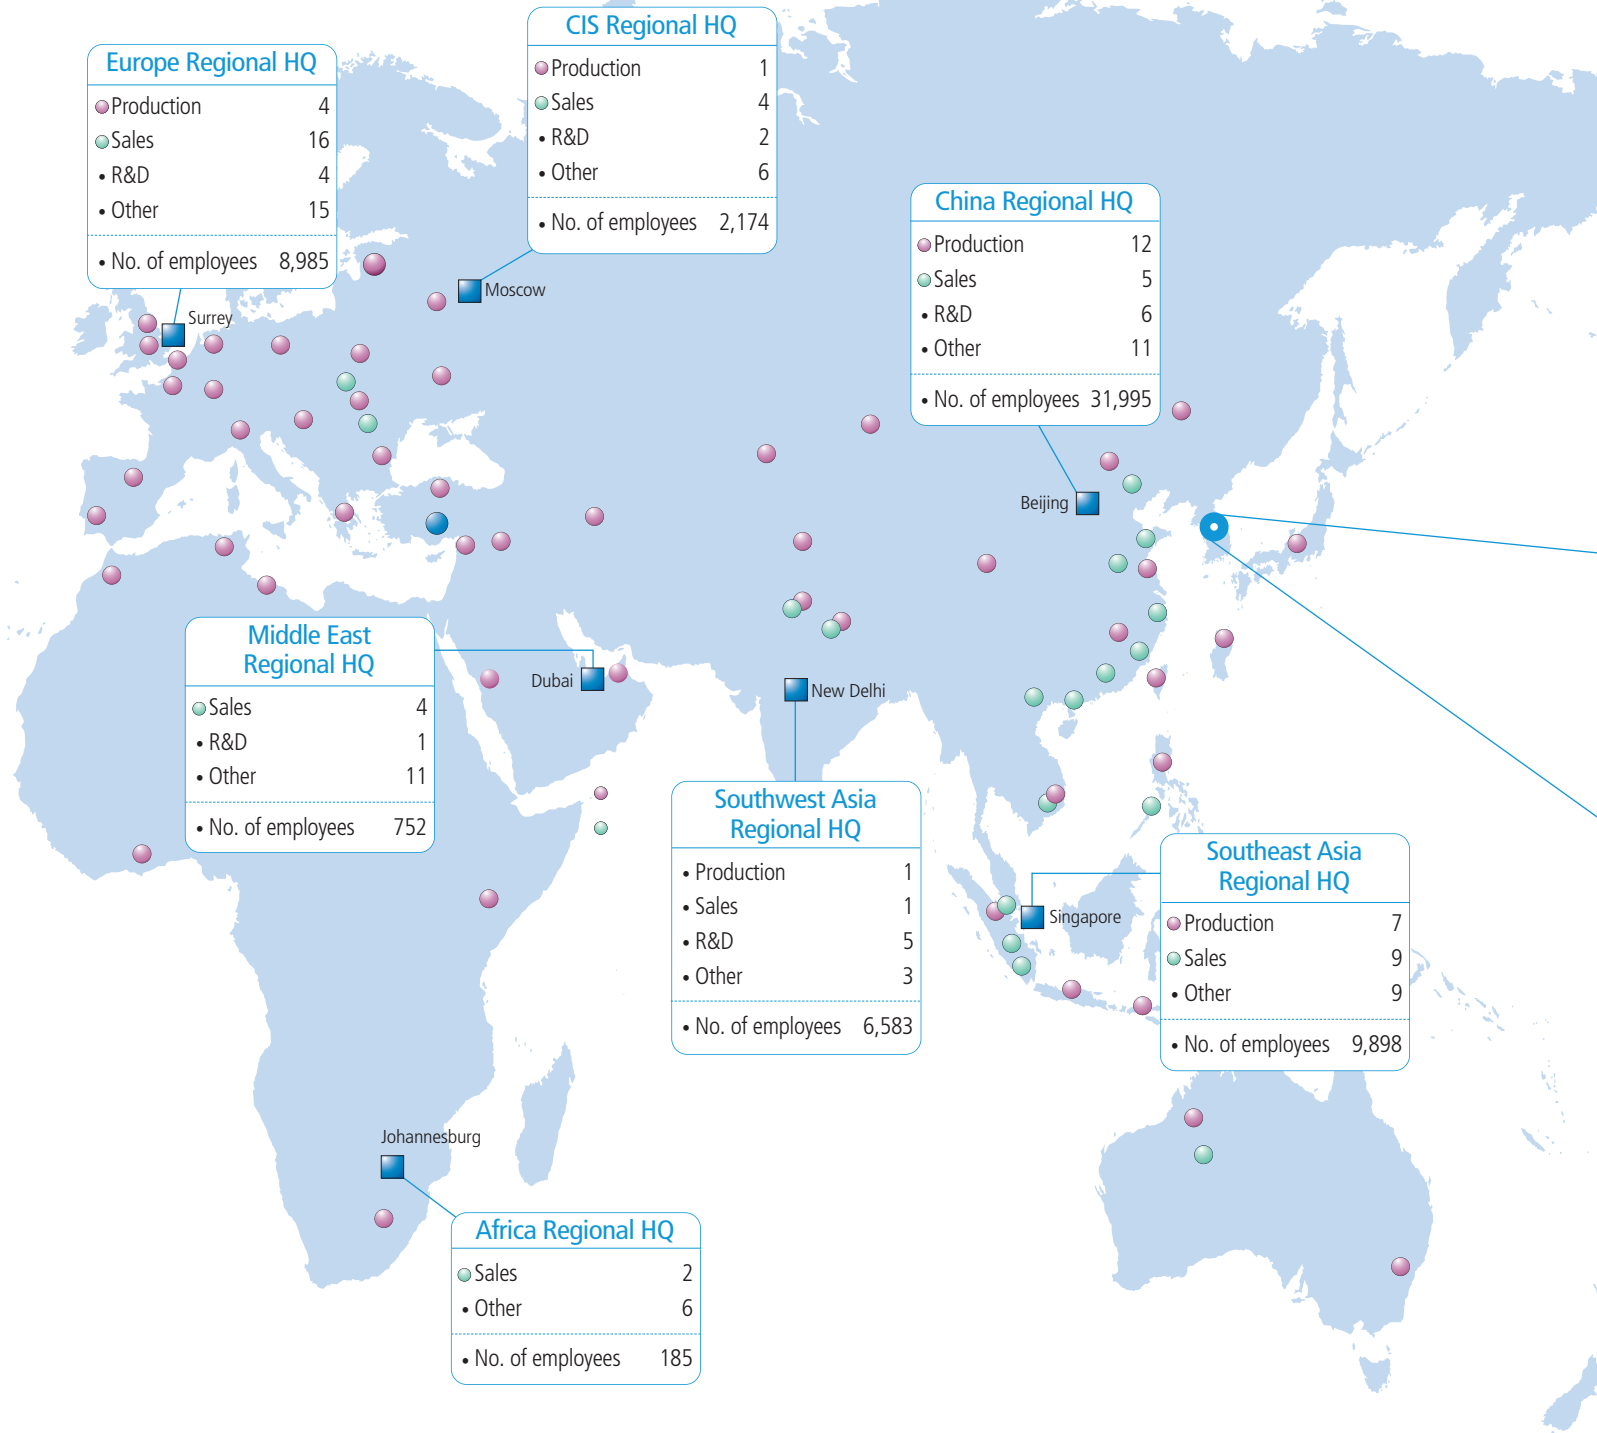 CIS Regional HQ
Production 1
Sales 4
• R&D 2
• Other 6
• No. of employees 2,174
Europe Regional HQ
Production 4
Sales 16
• R&D 4
• Other 15
• No. of employees 8,985
China Regional HQ
Production 12
Sales 5
• R&D 6
• Other 11
• No. of employees 31,995
Moscow
Surrey
Beijing
Middle East
Regional HQ
Sales 4
• R&D 1
• Other 11
• No. of employees 752
Dubai
New Delhi
Southwest Asia
Regional HQ
• Production 1
• Sales 1
• R&D 5
• Other 3
• No. of employees 6,583
Southeast Asia
Regional HQ
Production 7
Sales 9
• Other 9
• No. of employees 9,898
Singapore
Johannesburg
Africa Regional HQ
Sales 2
• Other 6
• No. of employees 185